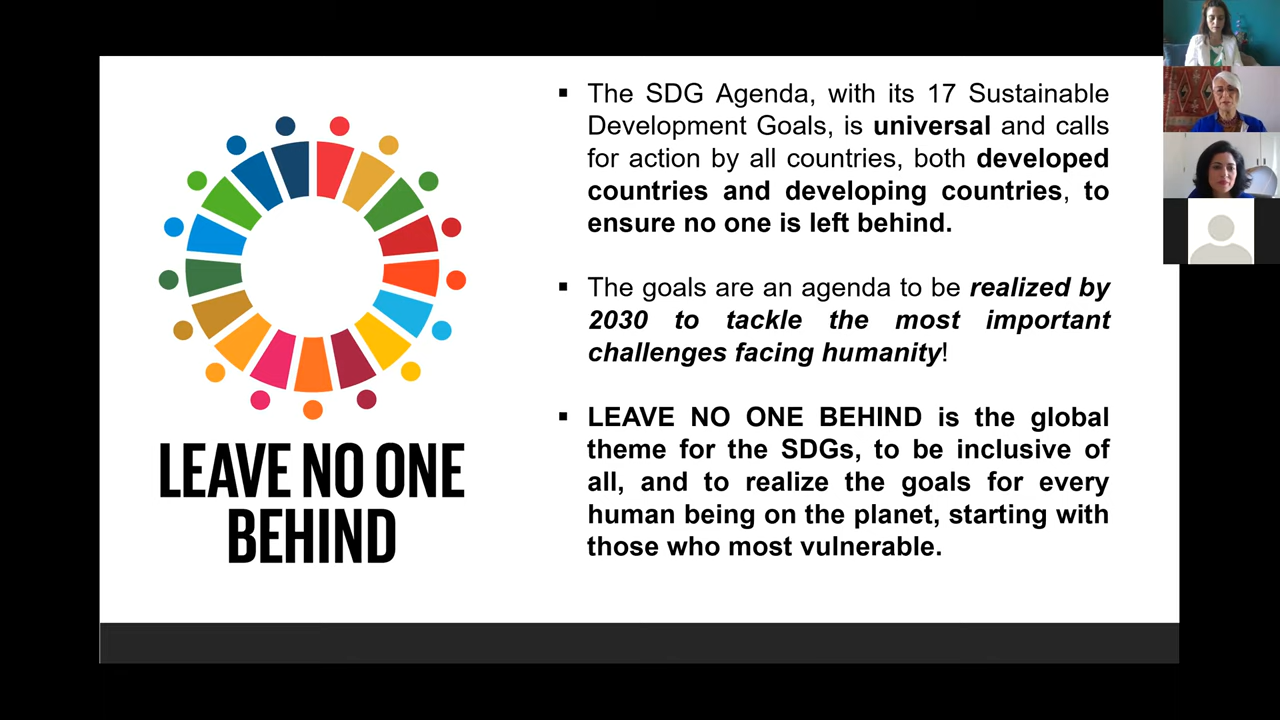 LEAVE NO ONE
BEHIND
▪ The SDG Agenda, with its 17 Sustainable
Development Goals, is universal and calls
for action by all countries, both developed
countries and developing countries, to
ensure no one is left behind.
▪ The goals are an agenda to be realized by
2030 to tackle the most important
challenges facing humanity!
▪ LEAVE NO ONE BEHIND is the global
theme for the SDGs, to be inclusive of
all, and to realize the goals for every
human being on the planet, starting with
those who most vulnerable.